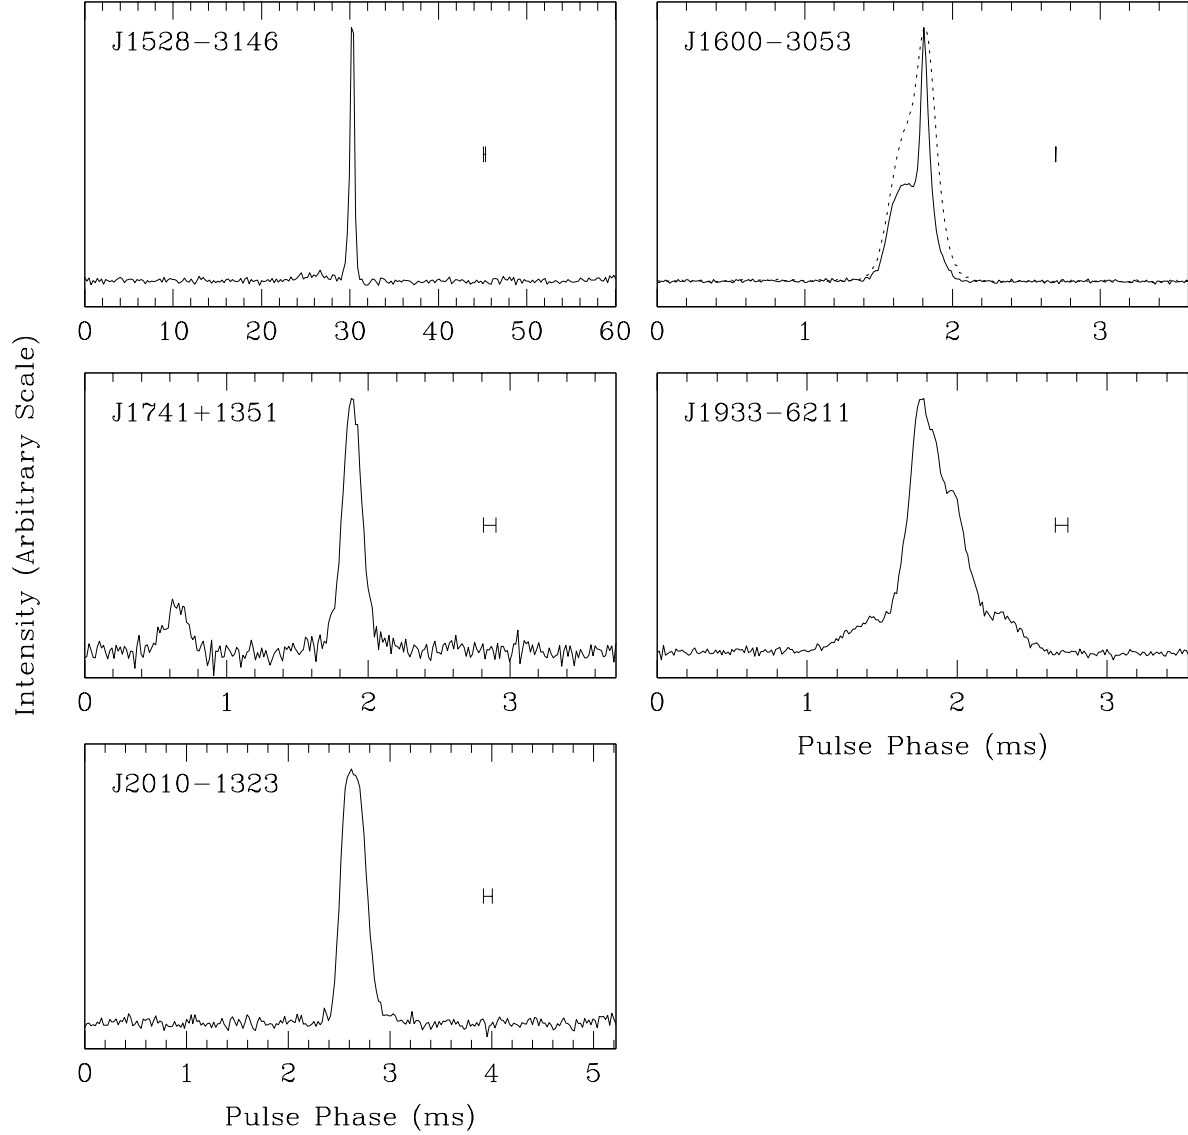 J1528−3146
0 10 20 30 40 50 60
J1600−3053
0 1 2 3
Intensity (Arbitrary Scale)
J1741+1351
0 1 2 3
J1933−6211
0 1 2 3
Pulse Phase (ms)
J2010−1323
0 1 2 3 4 5
Pulse Phase (ms)